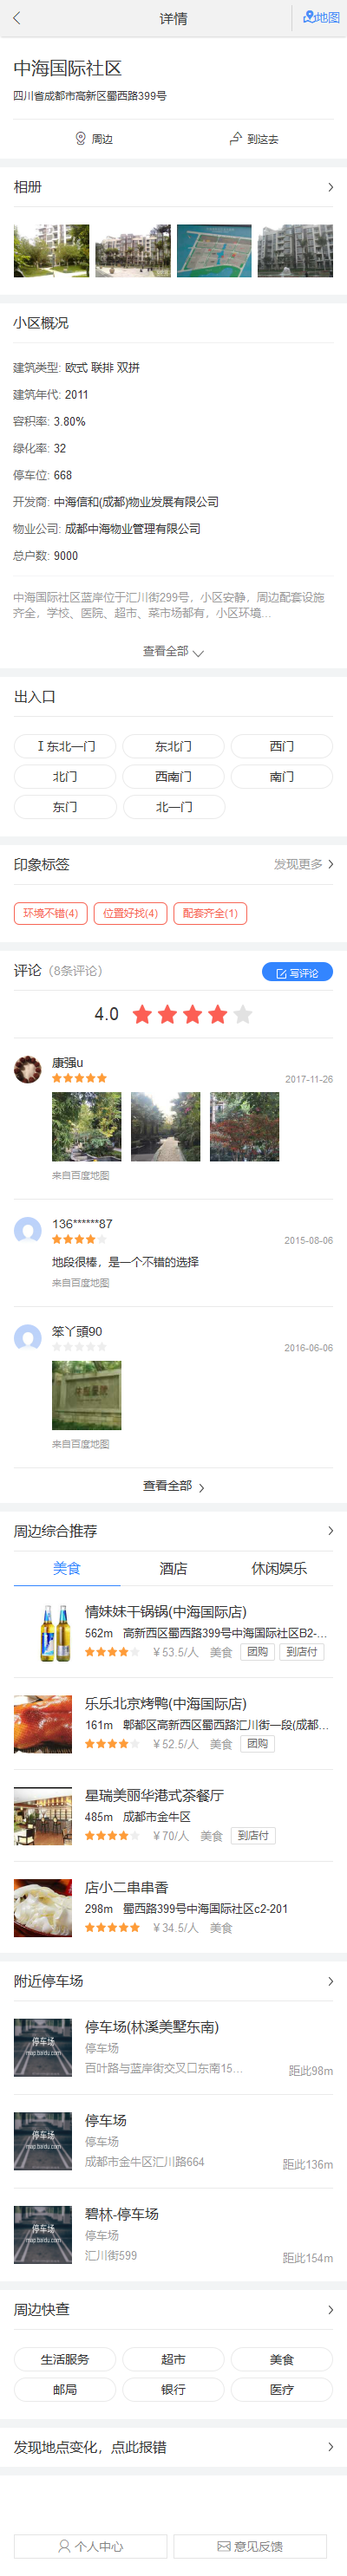 详情
地图
中海国际社区
四川省成都市高新区蜀西路399号
周边
到这去
相册
小区概况
建筑类型: 欧式 联排 双拼
建筑年代: 2011
容积率: 3.80%
绿化率: 32
停车位: 668
开发商: 中海信和(成都)物业发展有限公司
物业公司: 成都中海物业管理有限公司
总户数: 9000
中海国际社区蓝岸位于汇川街299号，小区安静，周边配套设施
齐全，学校、医院、超市、菜市场都有，小区环境...
查看全部
出入口
I 东北一门
东北门
西门
北门
西南门
南门
东门
北一门
印象标签
发现更多
环境不错(4)
位置好找(4)
配套齐全(1)
评论（8条评论）
写评论
4.0
康强u
2017-11-26
来自百度地图
136******87
2015-08-06
地段很棒，是一个不错的选择
来自百度地图
笨丫頭90
2016-06-06
来自百度地图
查看全部
周边综合推荐
美食
酒店
休闲娱乐
情妹妹干锅锅(中海国际店)
562m 高新西区蜀西路399号中海国际社区B2-...
¥53.5/人 美食 团购 到店付
乐乐北京烤鸭(中海国际店)
161m 郫都区高新西区蜀西路汇川街一段(成都...
¥52.5/人 美食 团购
星瑞美丽华港式茶餐厅
485m 成都市金牛区
¥70/人 美食 到店付
店小二串串香
298m 蜀西路399号中海国际社区c2-201
¥34.5/人 美食
附近停车场
停车场
map.baidu.com
停车场(林溪美墅东南)
停车场
百叶路与蓝岸街交叉口东南15...
距此98m
停车场
map.baidu.com
停车场
停车场
成都市金牛区汇川路664
距此136m
停车场
map.baidu.com
碧林-停车场
停车场
汇川街599
距此154m
周边快查
生活服务
超市
美食
邮局
银行
医疗
发现地点变化，点此报错
个人中心
意见反馈